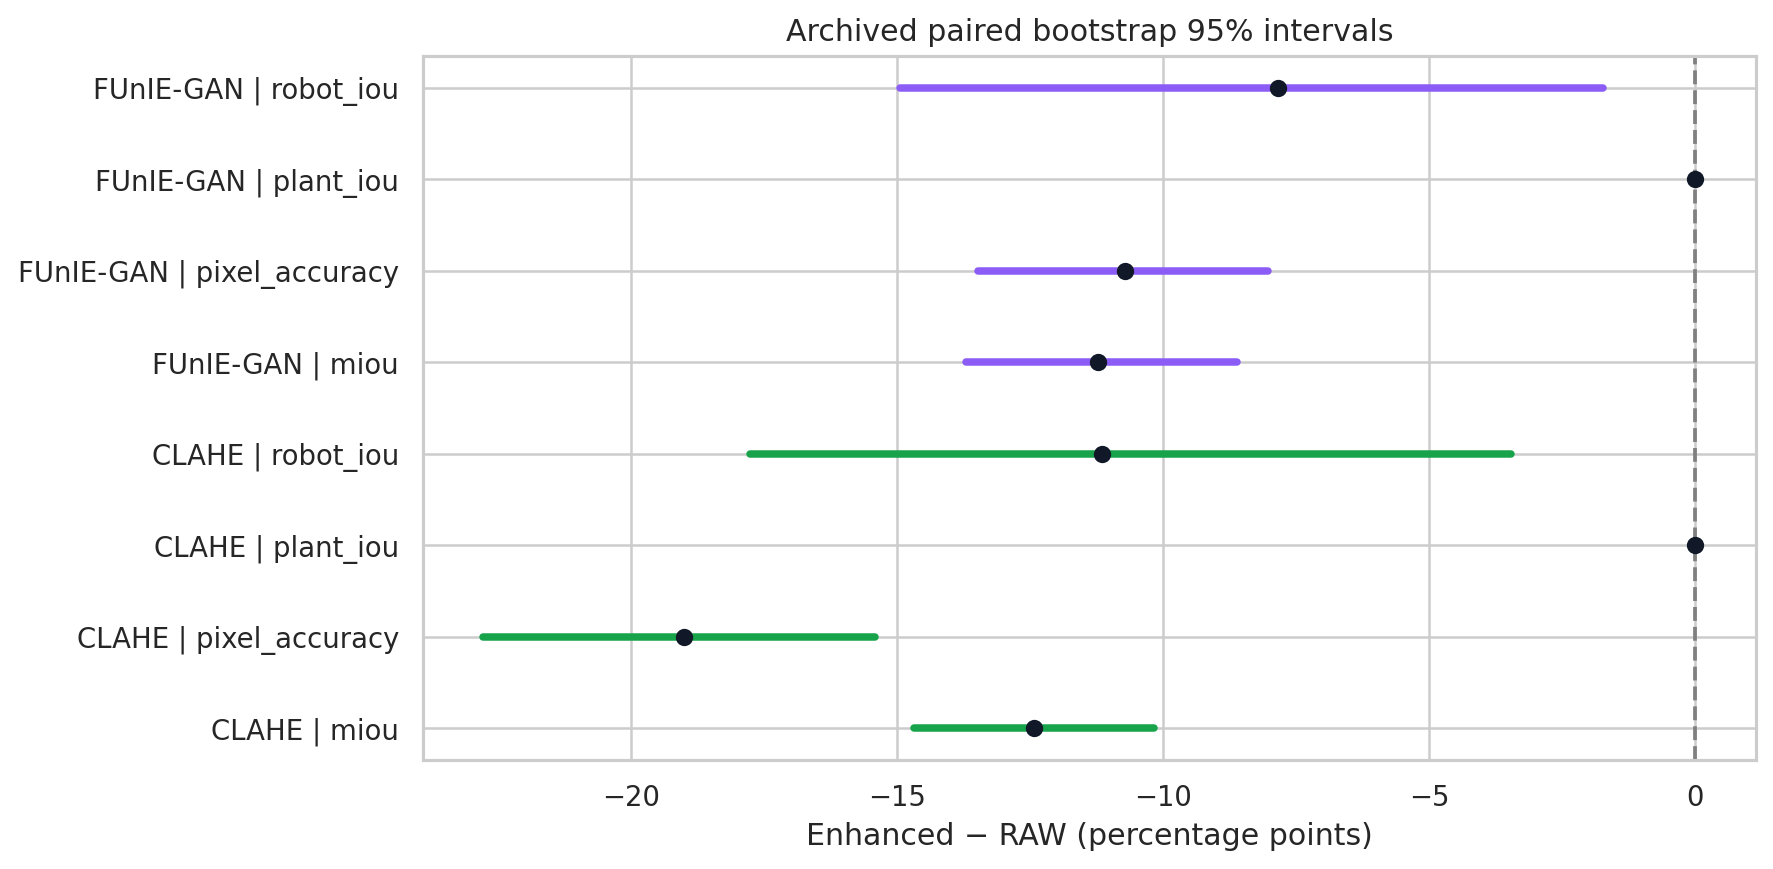 Archived paired bootstrap 95% intervals
FUnIE-GAN | robot_iou
FUnIE-GAN | plant_iou
FUnIE-GAN | pixel_accuracy
FUnIE-GAN | miou
CLAHE | robot_iou
CLAHE | plant_iou
CLAHE | pixel_accuracy
CLAHE | miou
−20 −15 −10 −5 0
Enhanced − RAW (percentage points)